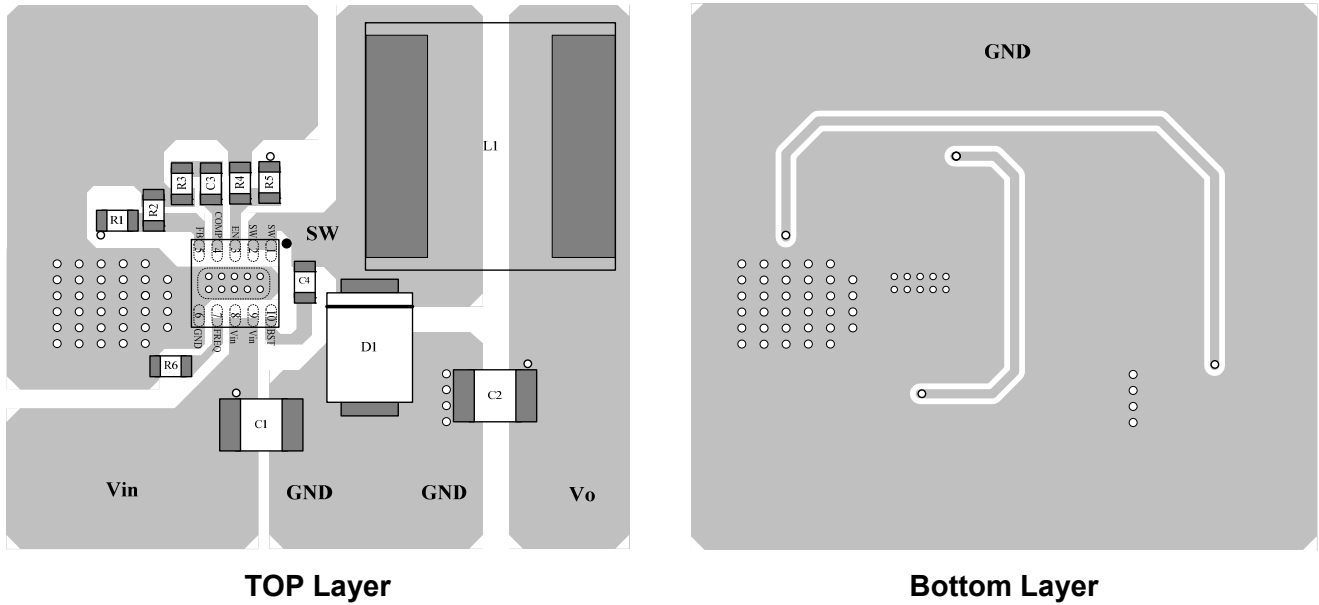 GND
L1
R3
C3
R4
R5
R1
R2
FB
COMP
EN
SW
SW
5
4
3
2
1
SW
C4
6
7
8
9
10
GND
FREQ
Vin
Vin
BST
D1
R6
C2
C1
Vin
GND
GND
Vo
TOP Layer
Bottom Layer